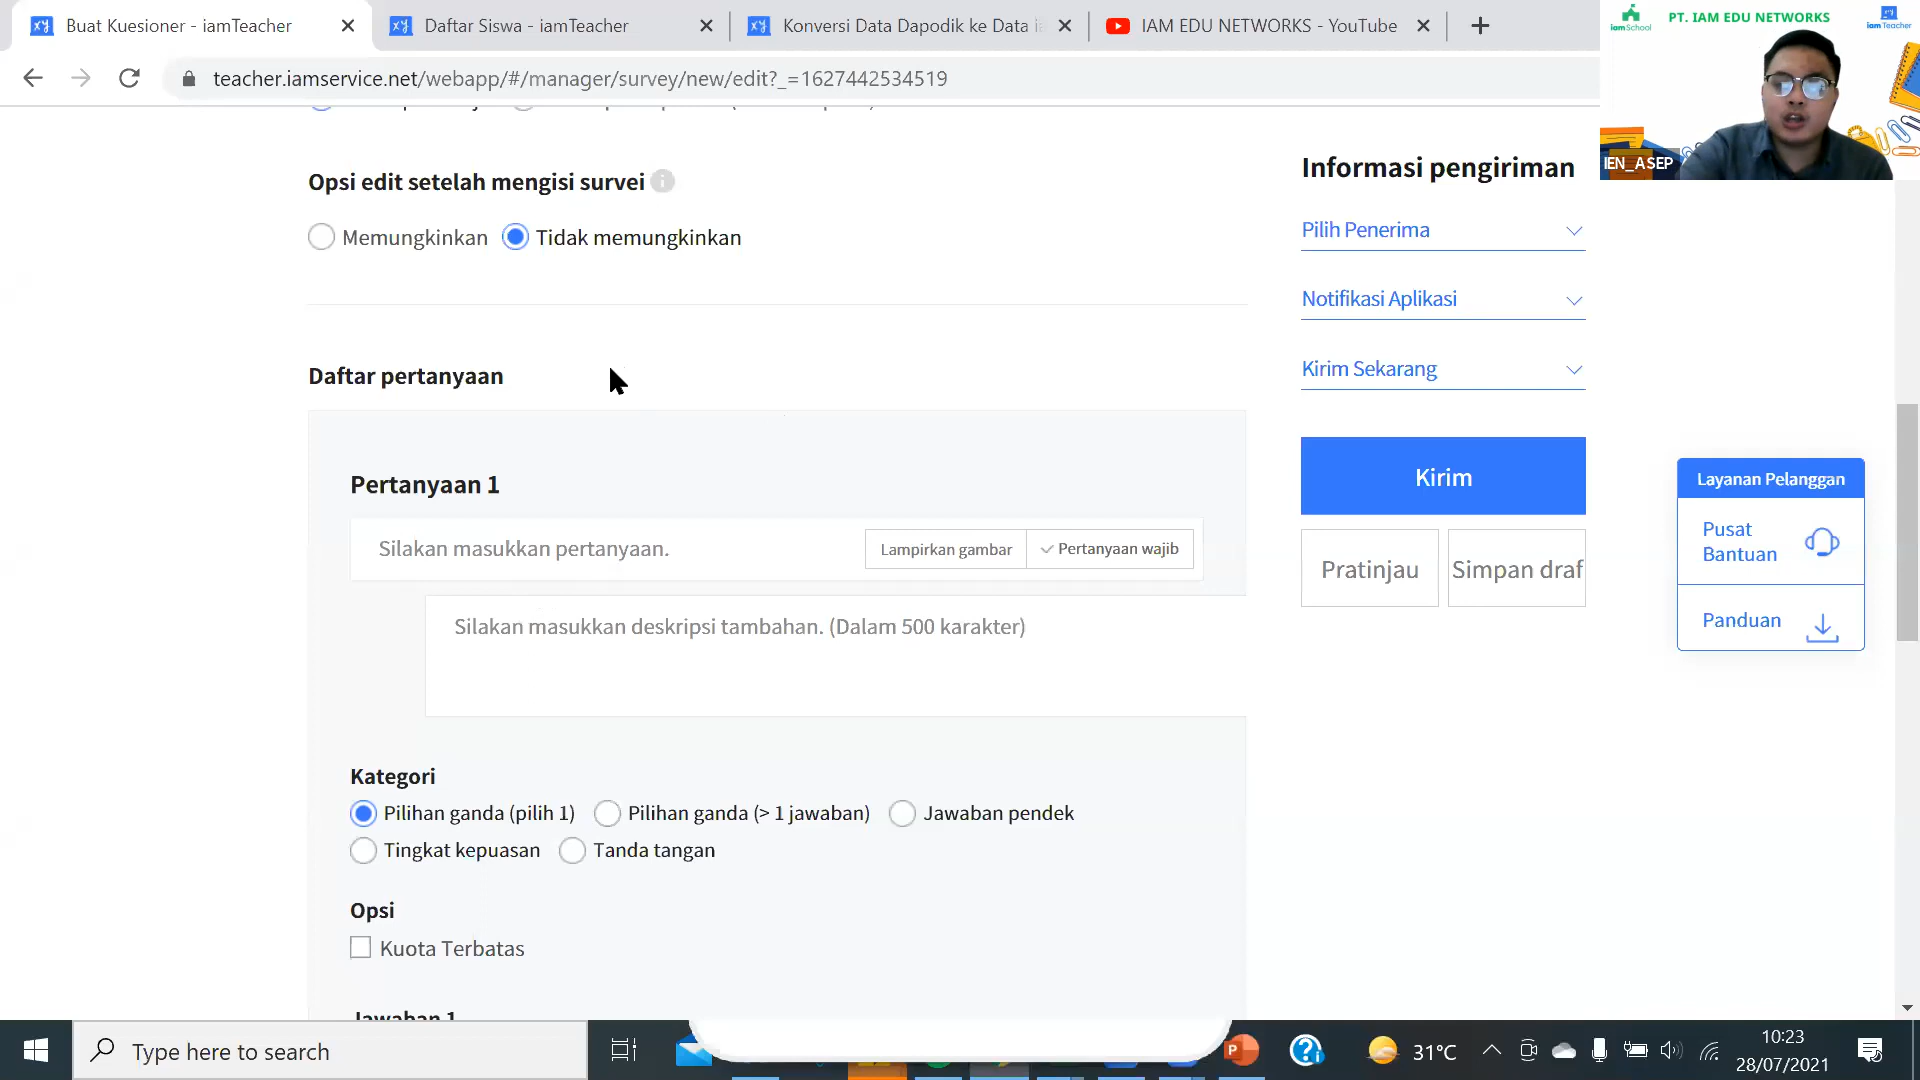 Buat Kuesioner - iamTeacher
Daftar Siswa - iamTeacher
Konversi Data Dapodik ke Data
IAM EDU NETWORKS - YouTube
teacher.iamservice.net/webapp/#/manager/survey/new/edit?_=1627442534519
iamSchool
PT. IAM EDU NETWORKS
iam Teacher
IEN_ASEP
Opsi edit setelah mengisi survei
Memungkinkan
Tidak memungkinkan
Daftar pertanyaan
Pertanyaan 1
Silakan masukkan pertanyaan.
Lampirkan gambar
Pertanyaan wajib
Silakan masukkan deskripsi tambahan. (Dalam 500 karakter)
Kategori
Pilihan ganda (pilih 1)
Pilihan ganda (> 1 jawaban)
Jawaban pendek
Tingkat kepuasan
Tanda tangan
Opsi
Kuota Terbatas
Jawaban 1
Informasi pengiriman
Pilih Penerima
Notifikasi Aplikasi
Kirim Sekarang
Kirim
Pratinjau
Simpan draf
Layanan Pelanggan
Pusat
Bantuan
Panduan
Type here to search
31°C
10:23
28/07/2021